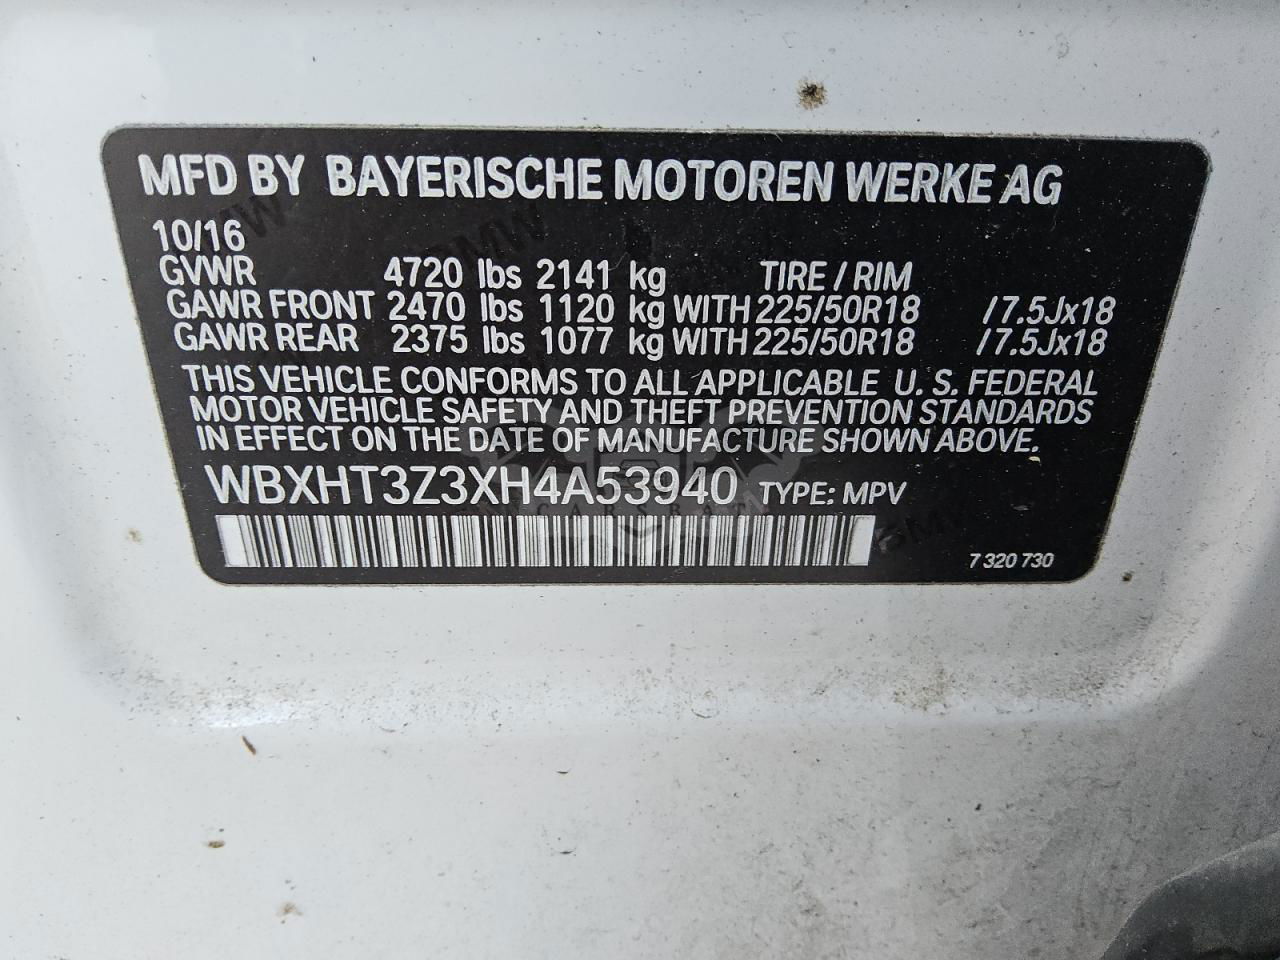 MFD BY BAYERISCHE MOTOREN WERKE AG
10/16
GVWR 4720 lbs 2141 kg TIRE / RIM
GAWR FRONT 2470 lbs 1120 kg WITH 225/50R18 / 7.5Jx18
GAWR REAR 2375 lbs 1077 kg WITH 225/50R18 / 7.5Jx18
THIS VEHICLE CONFORMS TO ALL APPLICABLE U. S. FEDERAL
MOTOR VEHICLE SAFETY AND THEFT PREVENTION STANDARDS
IN EFFECT ON THE DATE OF MANUFACTURE SHOWN ABOVE.
WBXHT3Z3XH4A53940 TYPE: MPV
7 320 730
BMW
BMW